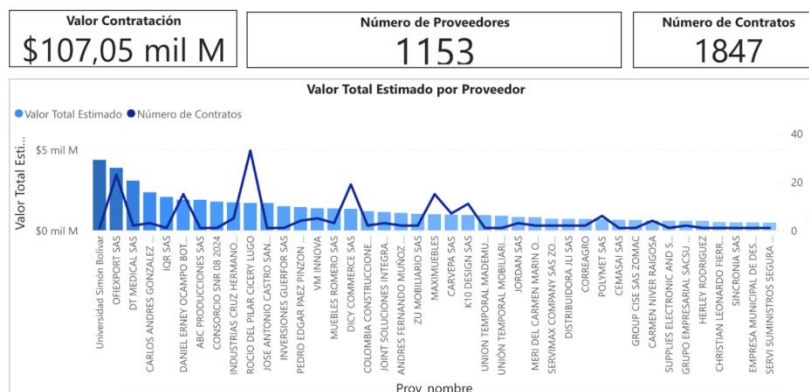 Valor Contratación
$107,05 mil M
Número de Proveedores
1153
Número de Contratos
1847
Valor Total Estimado por Proveedor
Valor Total Estimado
Número de Contratos
Valor Total Esti...
$5 mil M
$0 mil M
40
20
0
Universidad Simón Bolivar
OFIEXPORT SAS
DT MEDICAL SAS
CARLOS ANDRES GONZALEZ ...
IQR SAS
DANIEL ERNEY OCAMPO BOT...
ABC PRODUCCIONES SAS
CONSORCIO SNR 08 2024
INDUSTRIAS CRUZ HERMANO...
ROCIO DEL PILAR CICERY LUGO
JOSE ANTONIO CASTRO SAN...
INVERSIONES GUERFOR SAS
PEDRO EDGAR PAEZ PINZON ...
VM INNOVA
MUEBLES ROMERO SAS
DICY COMMERCE SAS
COLOMBIA CONSTRUCCIONE...
JOINT SOLUCIONES INTEGRA...
ANDRES FERNANDO MUÑOZ ...
ZU MOBILIARIO SAS
MAXIMUEBLES
CARVEPA SAS
K10 DESIGN SAS
UNION TEMPORAL MADEMU...
UNIÓN TEMPORAL MOBILIARI...
JORDAN SAS
MERI DEL CARMEN MARIN O...
SERVIMAX COMPANY SAS ZO...
DISTRIBUIDORA JLI SAS
CORREAGRO
POLYMET SAS
CEMASAI SAS
GROUP CISE SAS ZOMAC
CARMEN NIVER RAIGOSA
SUPPLIES ELECTRONIC AND S...
GRUPO EMPRESARIAL SACSU ...
HERLEY RODRIGUEZ
CHRISTIAN LEONARDO FIERR...
SINCRONIA SAS
EMPRESA MUNICIPAL DE DES...
SERVI SUMINISTROS SEGURA ...
Prov_nombre